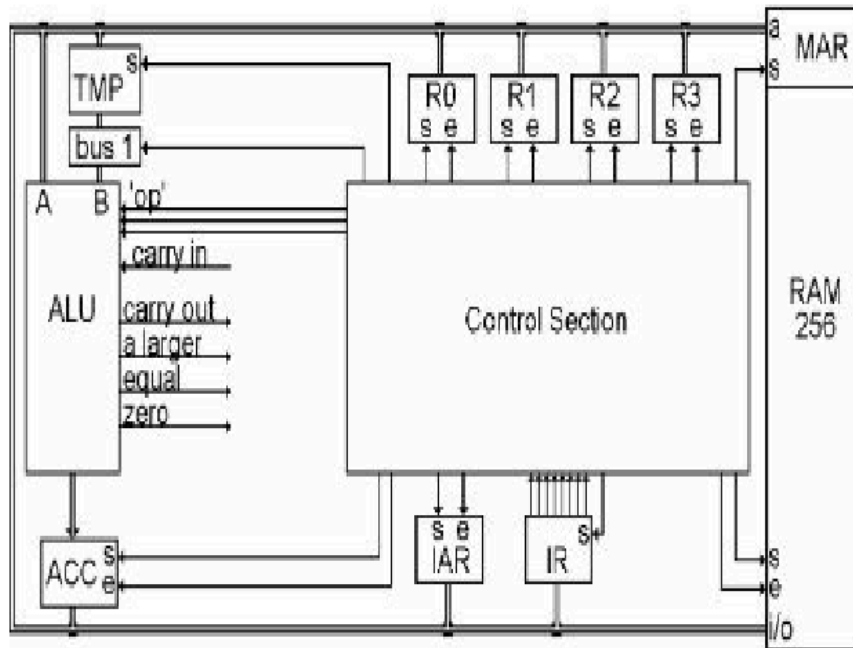 a
MAR
s
s
TMP
R0
R1
R2
R3
s e
s e
s e
s e
bus 1
A
B
'op'
carry in
ALU
carry out
a larger
equal
zero
Control Section
RAM
256
s e
IAR
s
IR
s
ACC
e
s
e
i/o